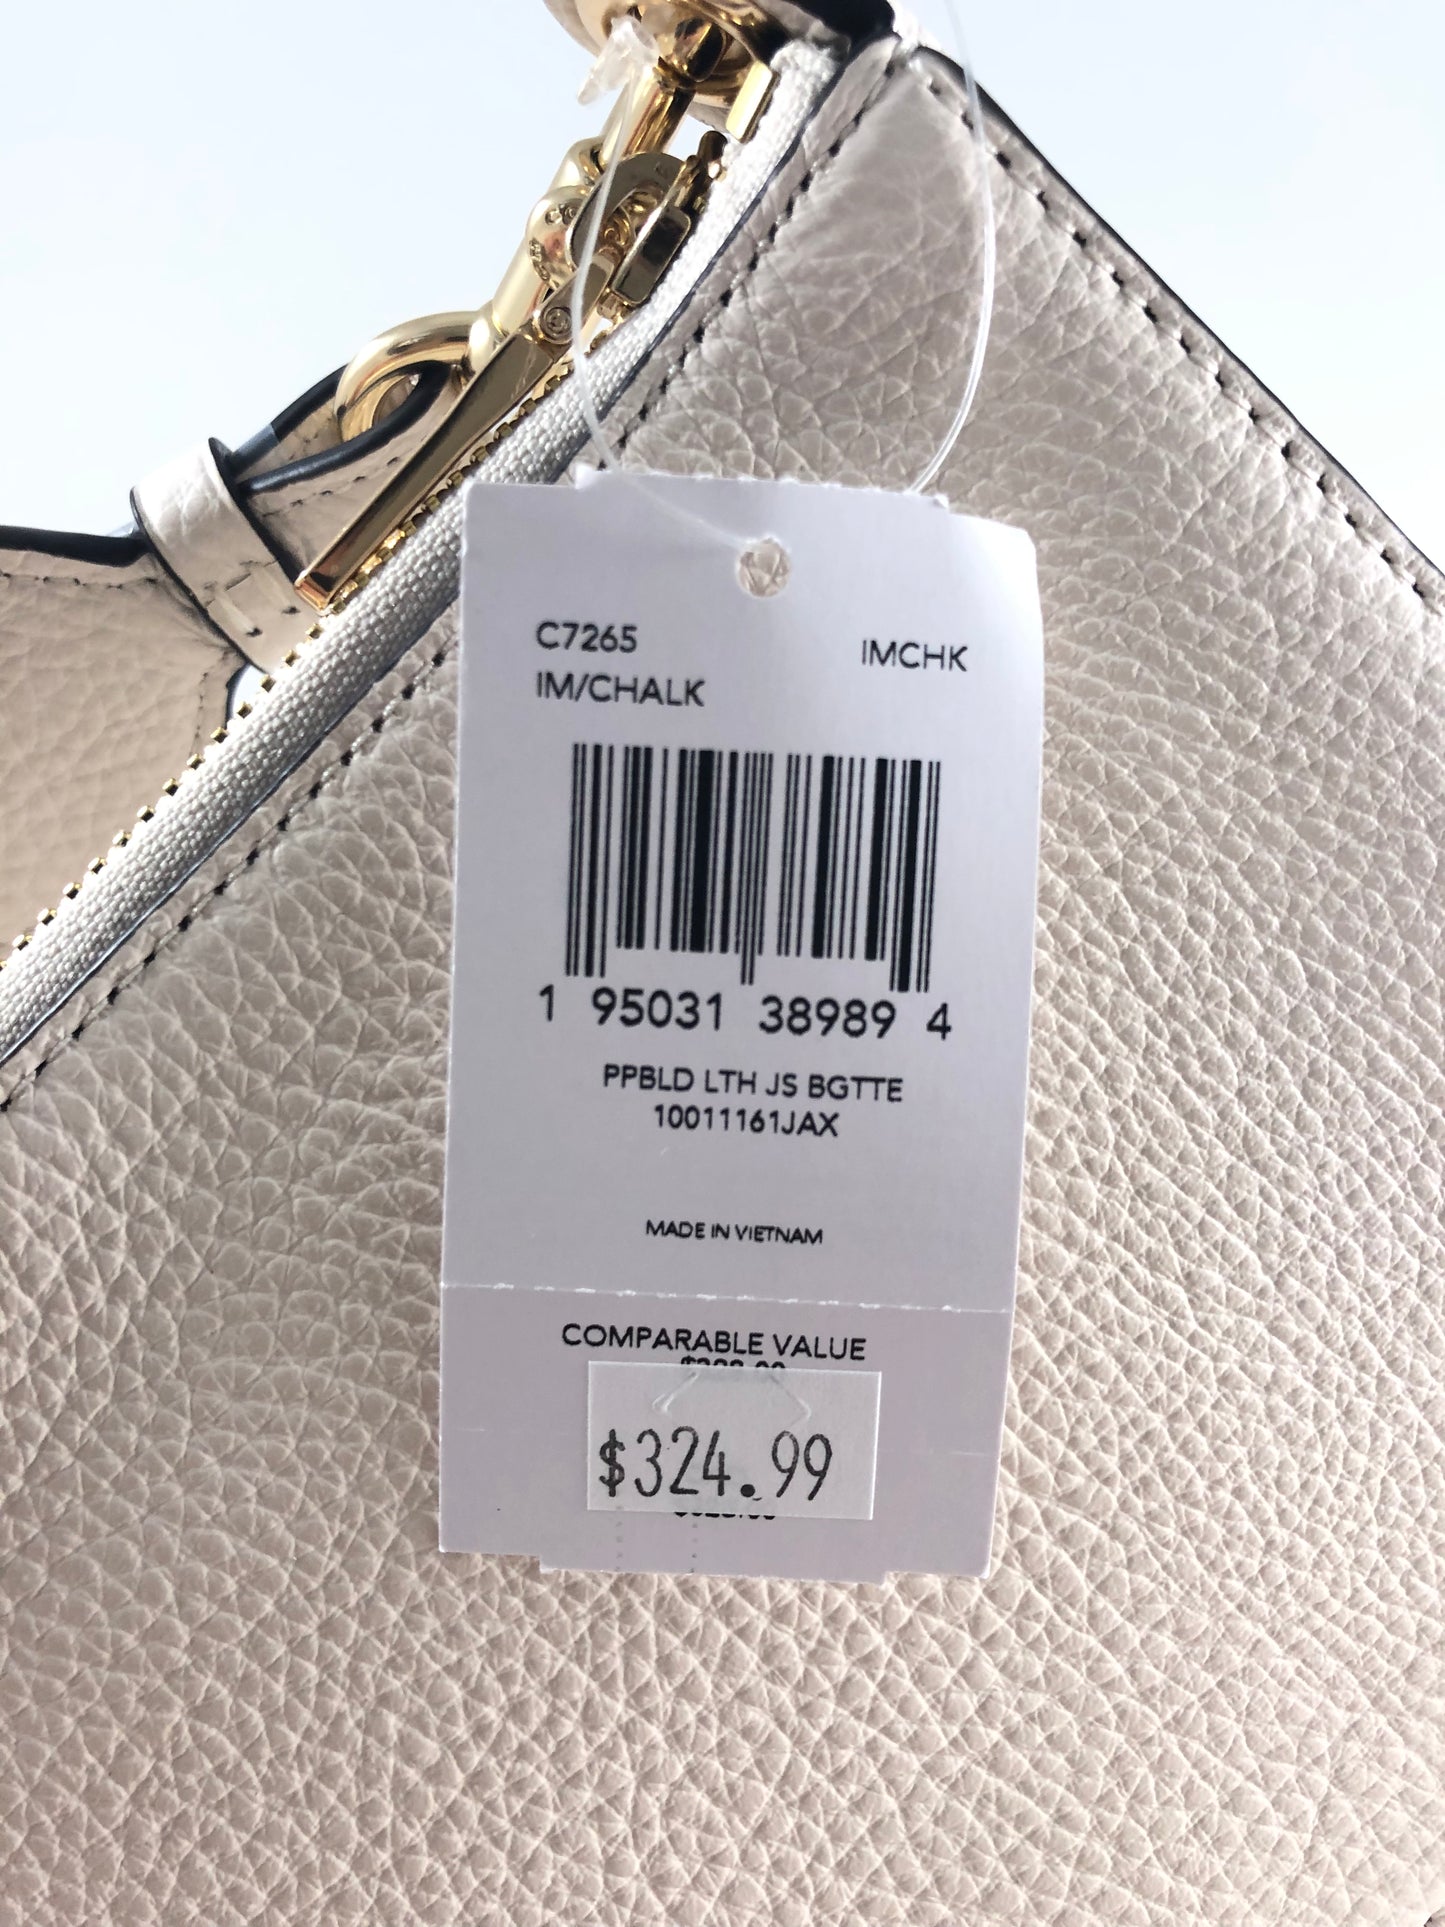 C7265 IMCHK
IM/CHALK
1 95031 38989 4
PPBLD LTH JS BGTTE
10011161JAX
MADE IN VIETNAM
COMPARABLE VALUE
$324.99